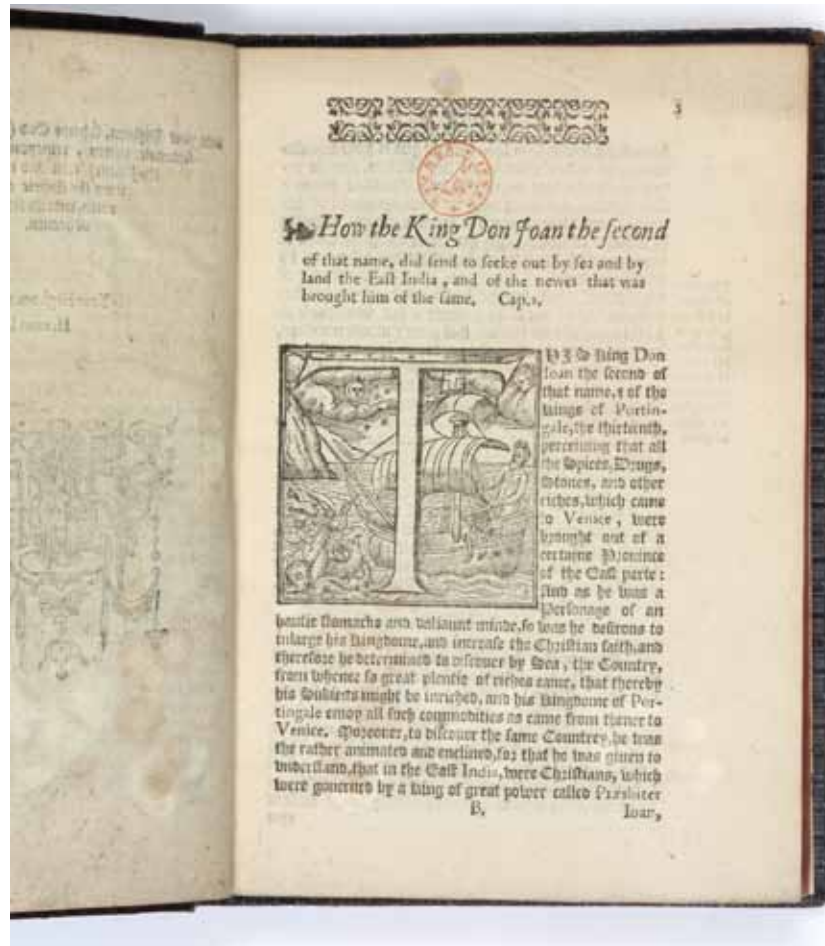 How the King Don Joan the second
of that name, did ſend to ſeeke out by ſea and by
land the Eaſt India, and of the newes that was
brought him of the ſame. Cap.1.
THis King Don
Ioan the ſecond of
that name, & of the
kings of Portin-
gale, the thirteenth,
perceiuing that all
the Spices, Drugs,
Stones, and other
riches, which came
to Venice, were
brought out of a
certaine Prouince
of the Eaſt parte:
And as he was a
Perſonage of an
hautie ſtomacke and valiaunt minde, ſo was he deſirous to
inlarge his kingdome, and increaſe the Chriſtian faith, and
therefore he determined to diſcouer by Sea, the Country,
from whence ſo great plentie of riches came, that thereby
his Subiects might be inriched, and his kingdome of Por-
tingale enioy all ſuch commodities as came from thence to
Venice. Moreouer, to diſcouer the ſame Countrey, he was
the rather animated and enclined, for that he was giuen to
vnderſtand, that in the Eaſt India, were Chriſtians, which
were gouerned by a king of great power called Presbiter
B. Ioan,